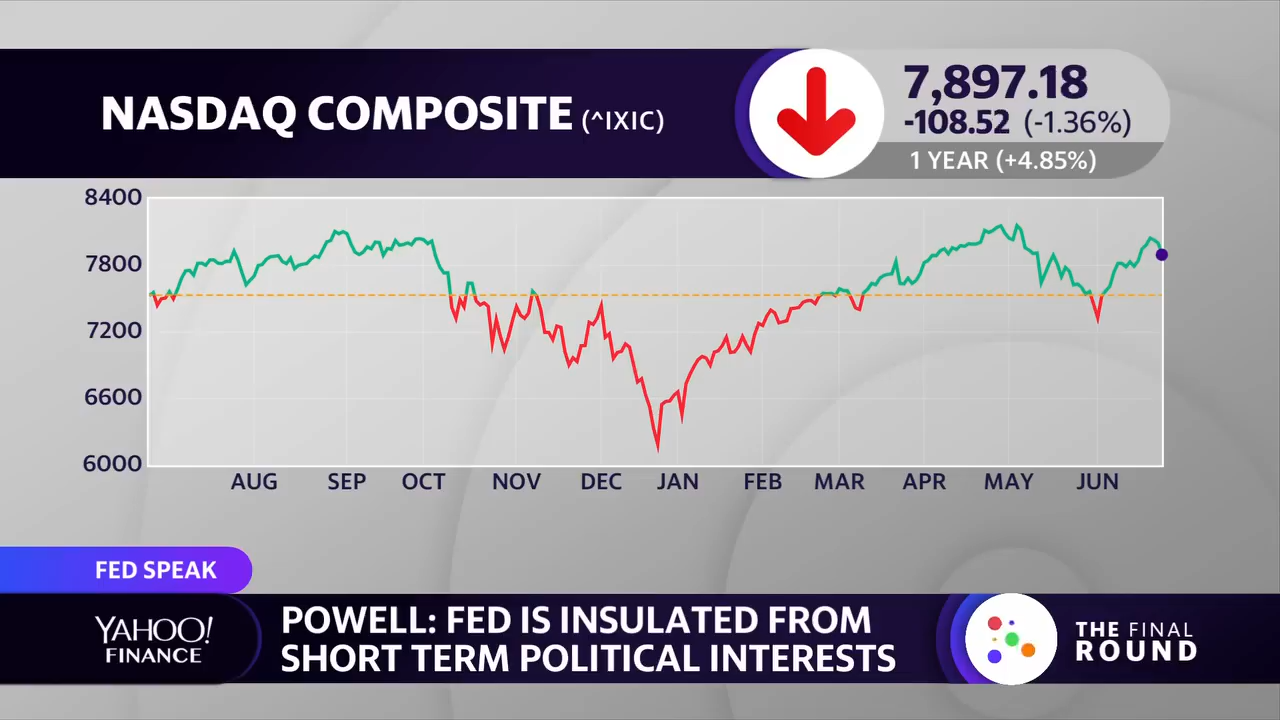 NASDAQ COMPOSITE (^IXIC)
7,897.18
-108.52 (-1.36%)
1 YEAR (+4.85%)
8400
7800
7200
6600
6000
AUG SEP OCT NOV DEC JAN FEB MAR APR MAY JUN
FED SPEAK
YAHOO!
FINANCE
POWELL: FED IS INSULATED FROM
SHORT TERM POLITICAL INTERESTS
THE FINAL
ROUND